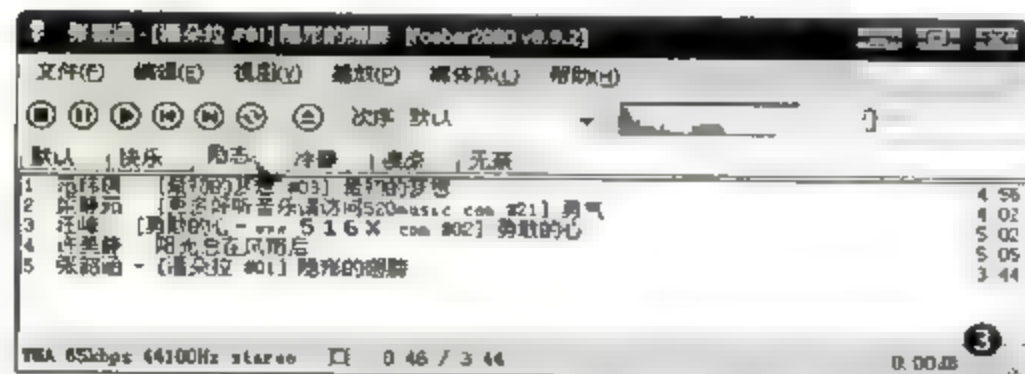 张韶涵 - [潘朵拉 #01] 隐形的翅膀 [foobar2000 v0.9.2]
文件(F) 编辑(E) 视图(V) 播放(P) 媒体库(L) 帮助(H)
次序 默认
默认 快乐 励志 冷静 无聊
1 范玮琪 [最初的梦想 #03] 最初的梦想 4 56
2 梁静茹 [更多好听音乐请访问520music com #21] 勇气 4 02
3 汪峰 [勇敢的心 - www 516X com #02] 勇敢的心 5 02
4 许美静 阳光总在风雨后 5 05
5 张韶涵 - [潘朵拉 #01] 隐形的翅膀 3 44
WMA 65kbps 44100Hz stereo 0 46 / 3 44 0.00dB
3